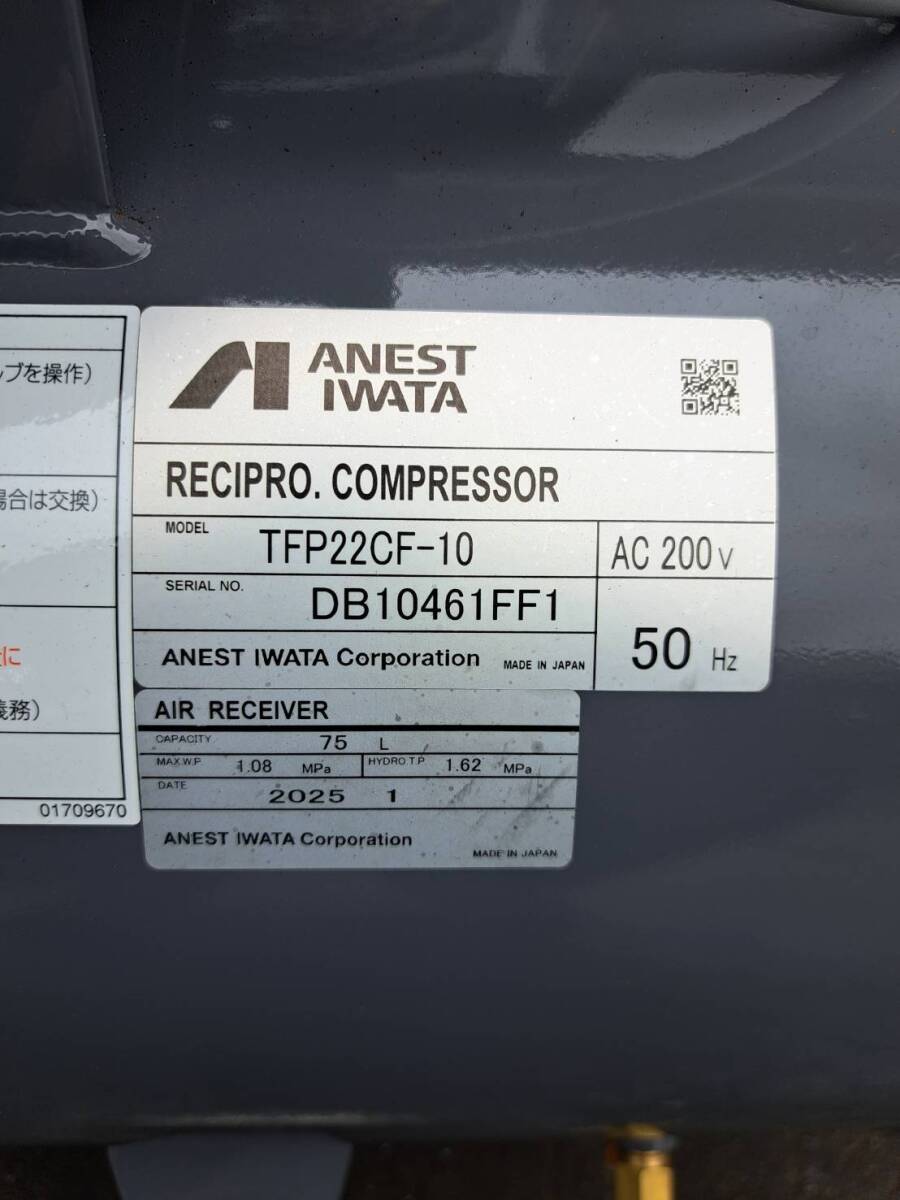 ANEST
IWATA
RECIPRO. COMPRESSOR
MODEL TFP22CF-10
AC 200V
SERIAL NO. DB10461FF1
50 Hz
ANEST IWATA Corporation MADE IN JAPAN
AIR RECEIVER
CAPACITY 75 L
MAX.W.P 1.08 MPa HYDRO.T.P 1.62 MPa
DATE 2025 1
ANEST IWATA Corporation
MADE IN JAPAN
ブを操作)
場合は交換)
に
義務)
01709670